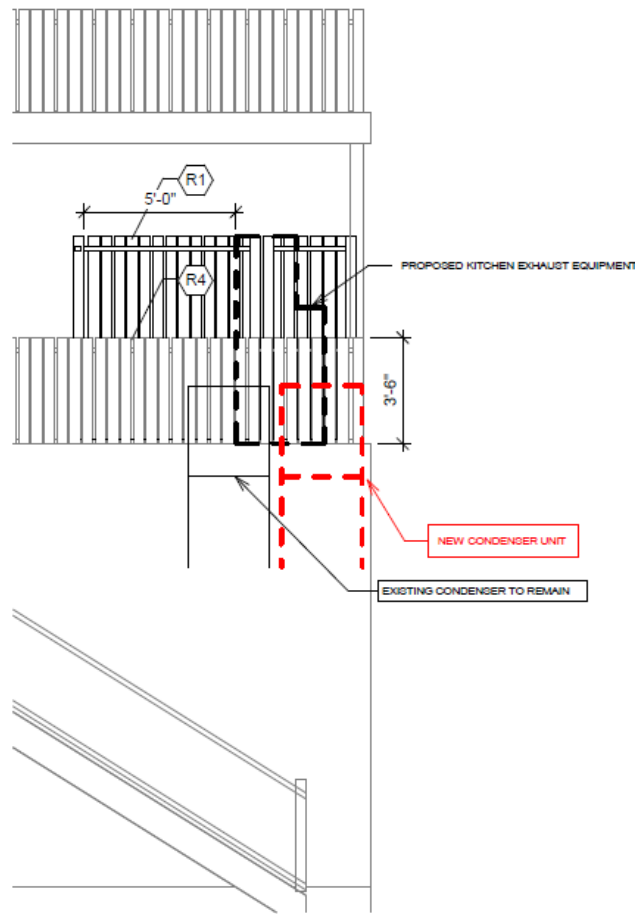 R1
5'-0"
PROPOSED KITCHEN EXHAUST EQUIPMENT
R4
3'-6"
NEW CONDENSER UNIT
EXISTING CONDENSER TO REMAIN